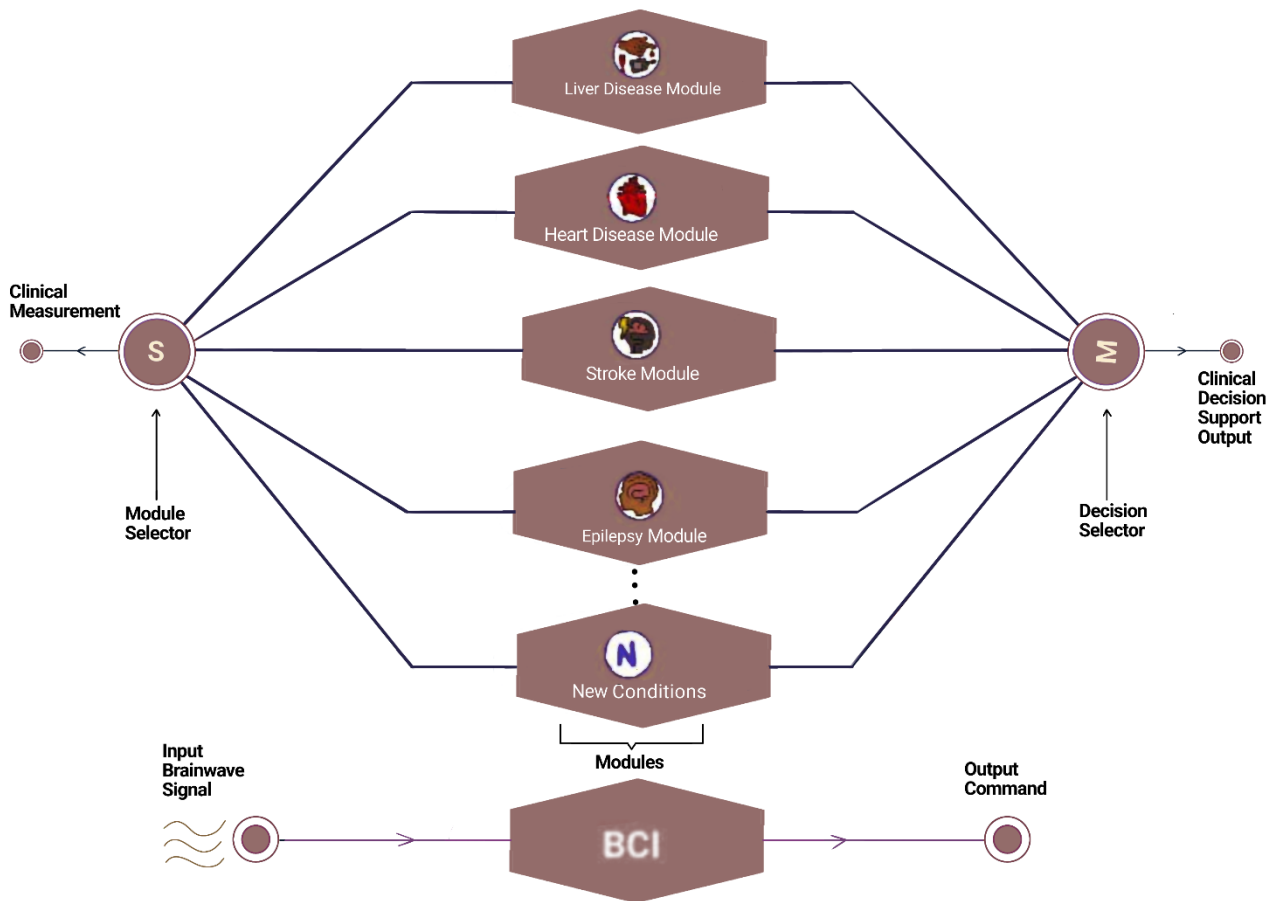 Liver Disease Module
Heart Disease Module
Clinical
Measurement
S
Stroke Module
M
Clinical
Decision
Support
Output
Module
Selector
Epilepsy Module
Decision
Selector
N
New Conditions
Modules
Input
Brainwave
Signal
BCI
Output
Command